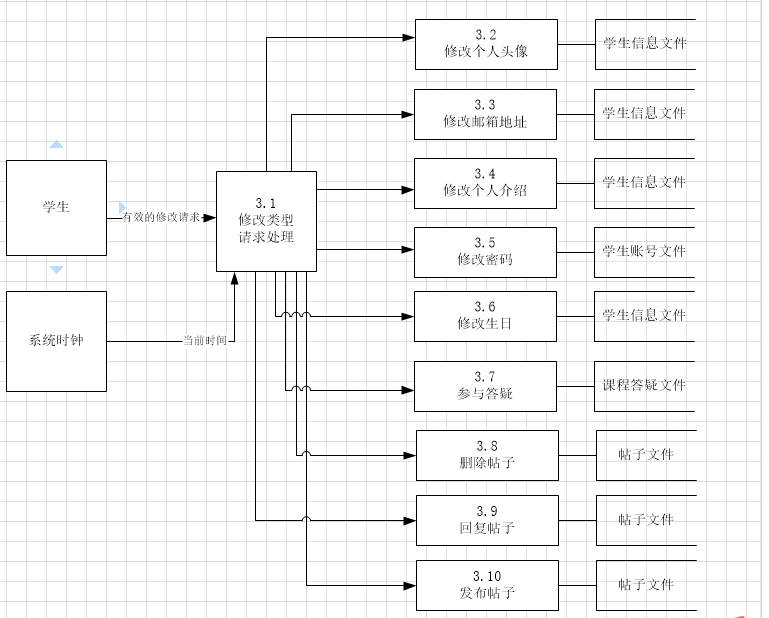 3.2
修改个人头像
学生信息文件
3.3
修改邮箱地址
学生信息文件
3.4
修改个人介绍
学生信息文件
学生
有效的修改请求
3.1
修改类型
请求处理
3.5
修改密码
学生账号文件
系统时钟
当前时间
3.6
修改生日
学生信息文件
3.7
参与答疑
课程答疑文件
3.8
删除帖子
帖子文件
3.9
回复帖子
帖子文件
3.10
发布帖子
帖子文件